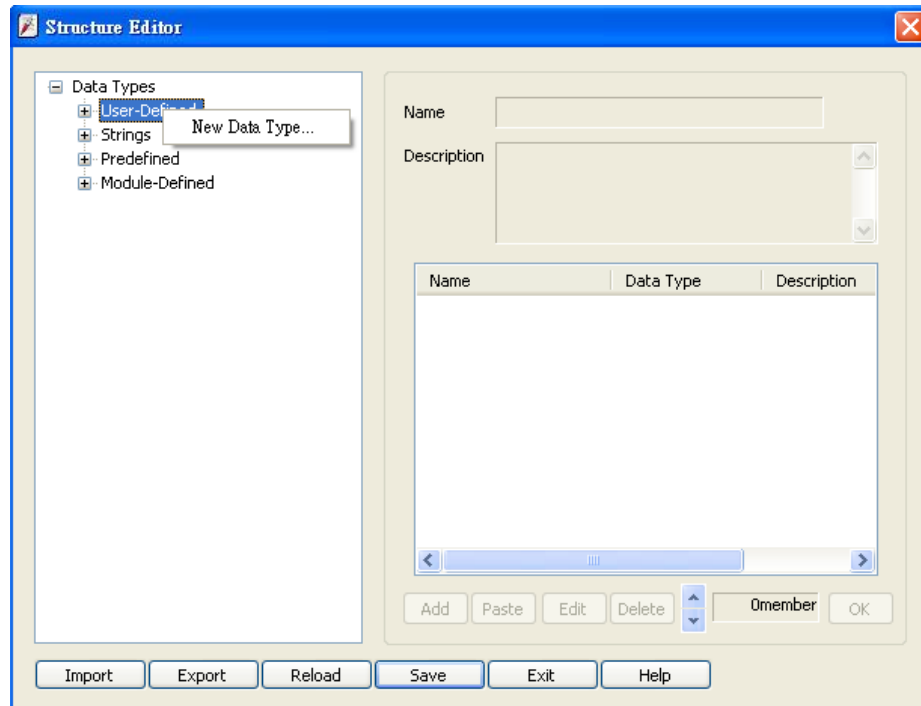 Structure Editor
Data Types
User-Defined
New Data Type...
Strings
Predefined
Module-Defined
Name
Description
Name Data Type Description
Add Paste Edit Delete 0member OK
Import Export Reload Save Exit Help